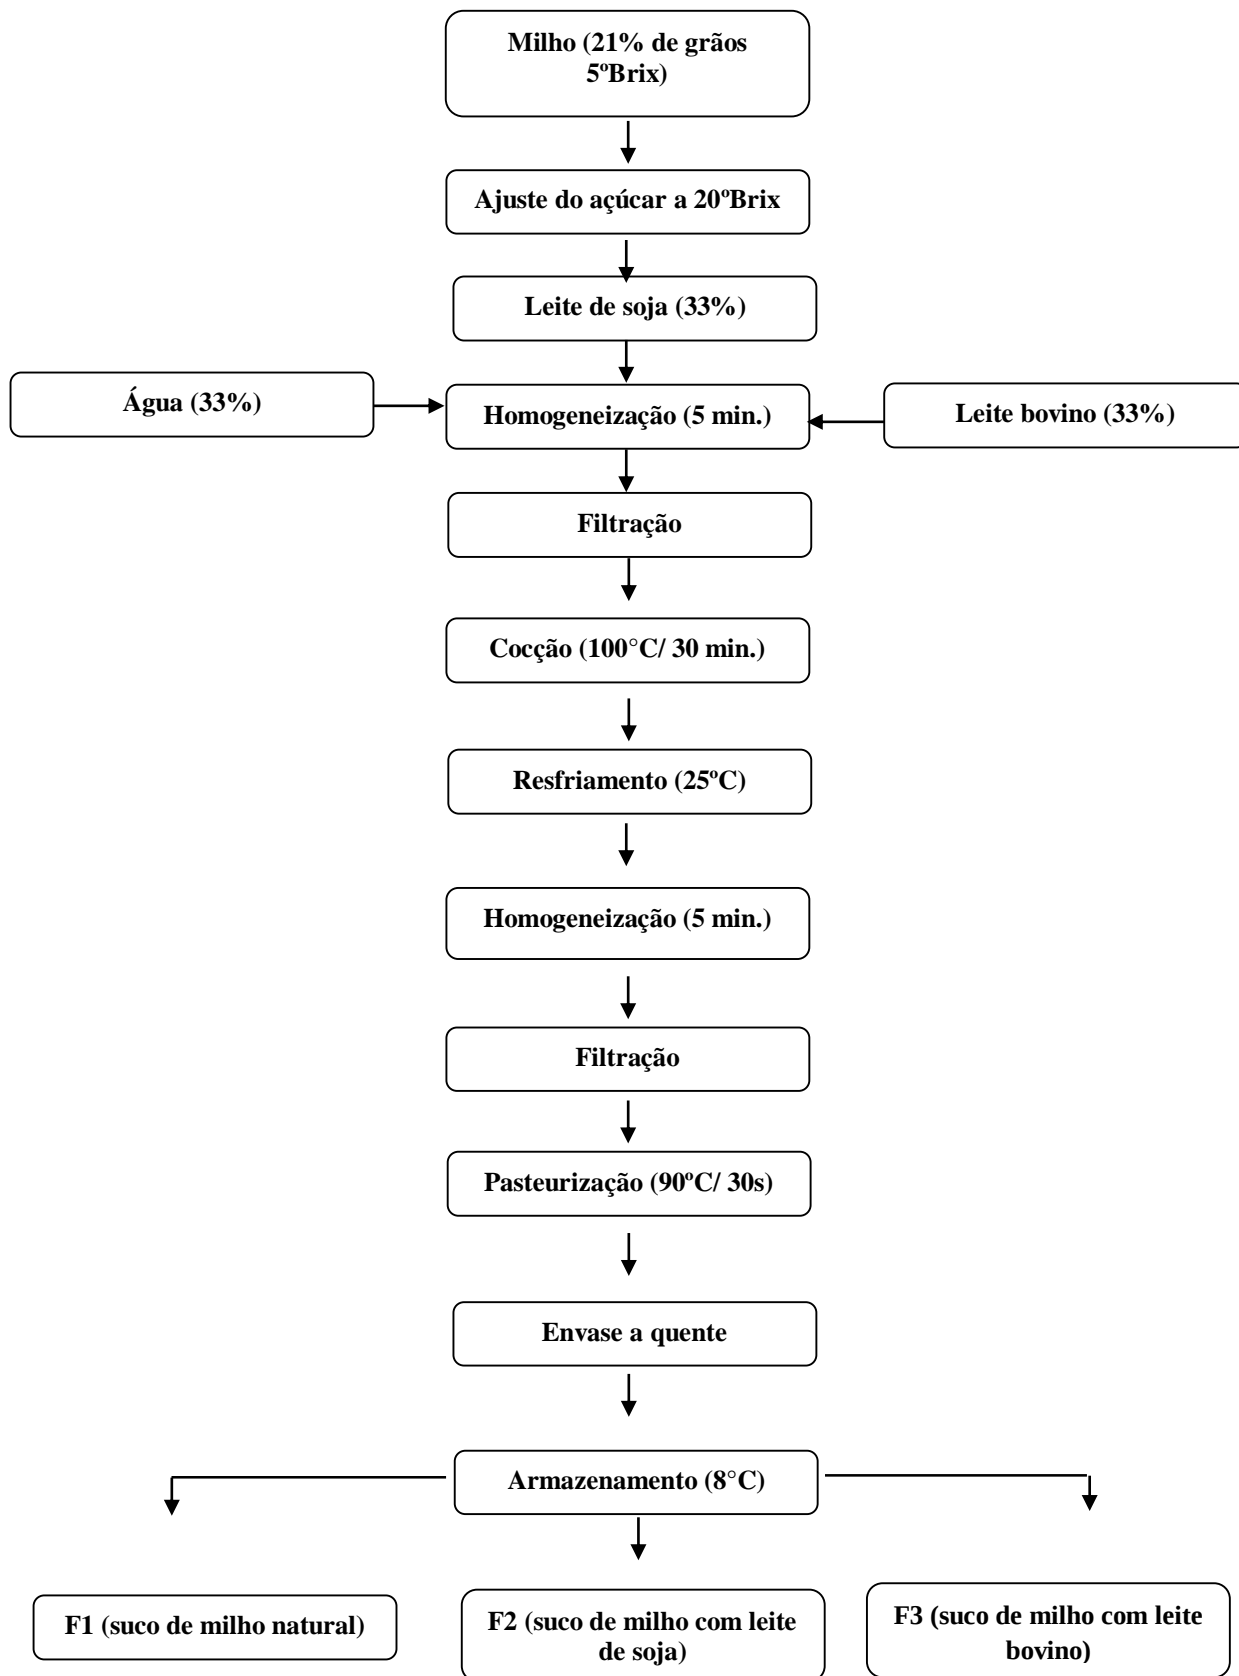 Milho (21% de grãos
5ºBrix)
Ajuste do açúcar a 20ºBrix
Leite de soja (33%)
Água (33%)
Homogeneização (5 min.)
Leite bovino (33%)
Filtração
Cocção (100°C/ 30 min.)
Resfriamento (25ºC)
Homogeneização (5 min.)
Filtração
Pasteurização (90ºC/ 30s)
Envase a quente
Armazenamento (8°C)
F1 (suco de milho natural)
F2 (suco de milho com leite
de soja)
F3 (suco de milho com leite
bovino)